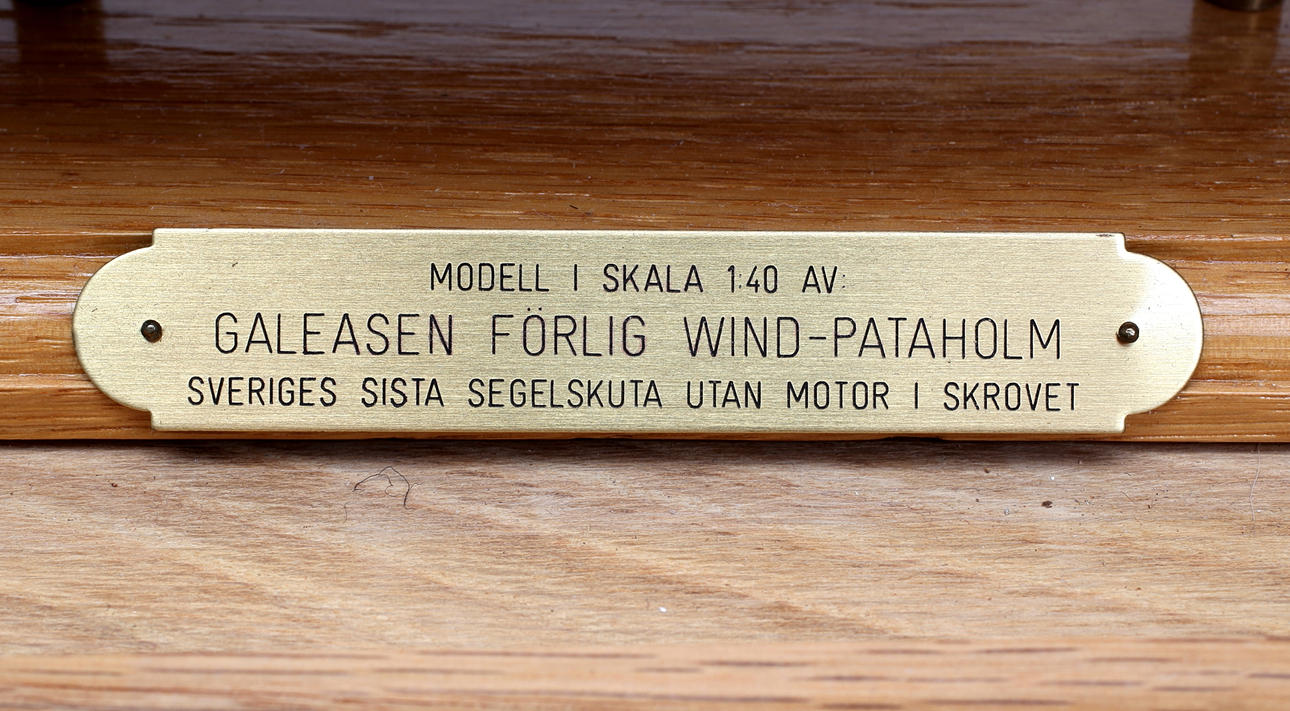 MODELL I SKALA 1:40 AV:
GALEASEN FÖRLIG WIND-PATAHOLM
SVERIGES SISTA SEGELSKUTA UTAN MOTOR I SKROVET